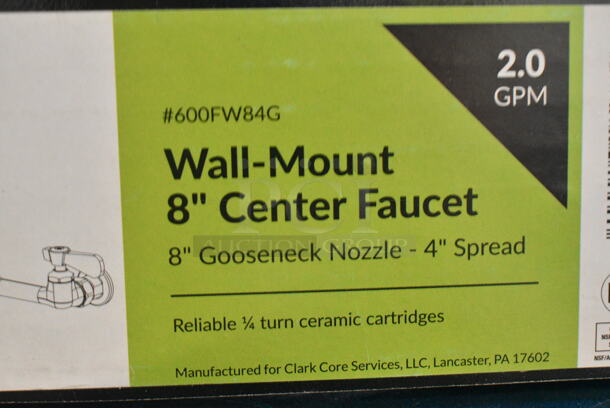 2.0
GPM
#600FW84G
Wall-Mount
8" Center Faucet
8" Gooseneck Nozzle - 4" Spread
Reliable ¼ turn ceramic cartridges
Manufactured for Clark Core Services, LLC, Lancaster, PA 17602